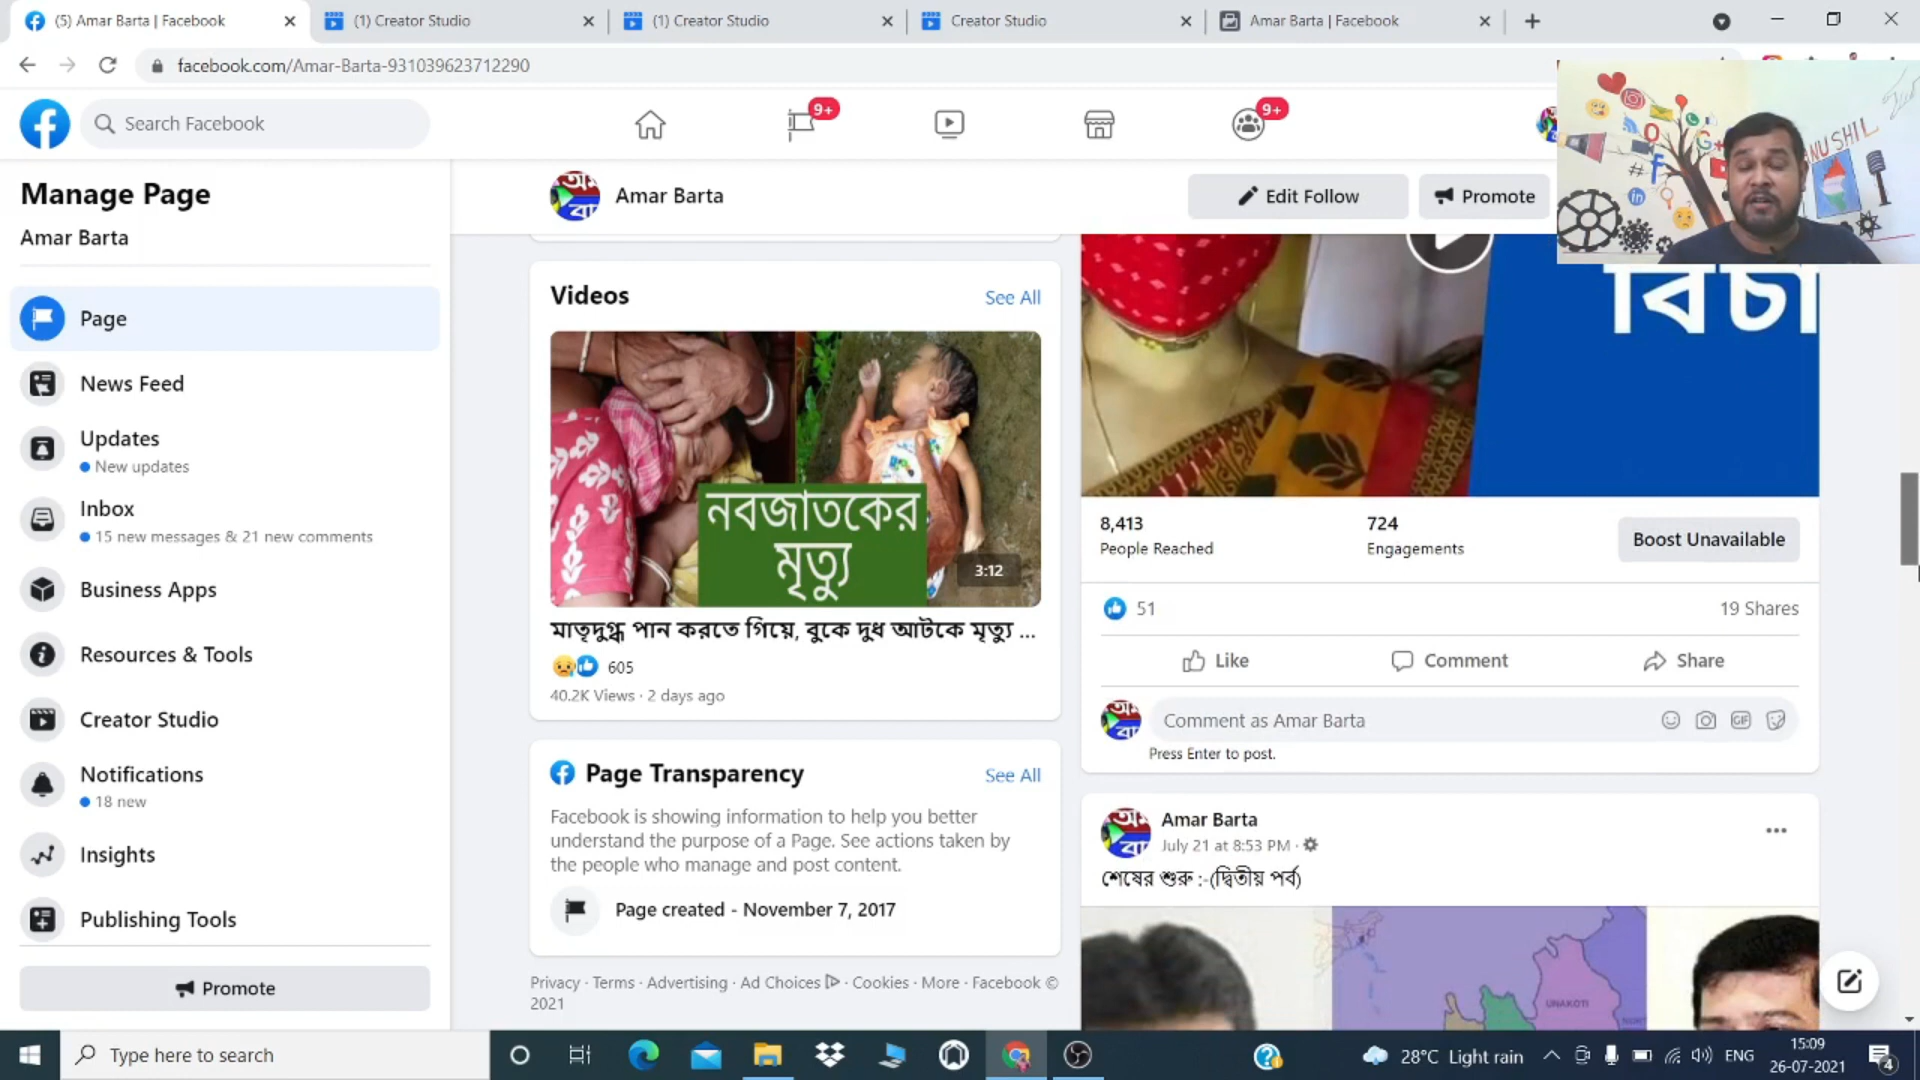 (5) Amar Barta | Facebook
(1) Creator Studio
(1) Creator Studio
Creator Studio
Amar Barta | Facebook
facebook.com/Amar-Barta-931039623712290
Search Facebook
9+
9+
ANUSHIL
Manage Page
Amar Barta
Page
News Feed
Updates
New updates
Inbox
15 new messages & 21 new comments
Business Apps
Resources & Tools
Creator Studio
Notifications
18 new
Insights
Publishing Tools
Promote
Amar Barta
Edit Follow
Promote
Videos
See All
নবজাতকের
মৃত্যু
3:12
মাতৃদুগ্ধ পান করতে গিয়ে, বুকে দুধ আটকে মৃত্যু ...
605
40.2K Views · 2 days ago
Page Transparency
See All
Facebook is showing information to help you better
understand the purpose of a Page. See actions taken by
the people who manage and post content.
Page created - November 7, 2017
Privacy · Terms · Advertising · Ad Choices · Cookies · More · Facebook ©
2021
বিচা
8,413
People Reached
724
Engagements
Boost Unavailable
51
19 Shares
Like
Comment
Share
Comment as Amar Barta
GIF
Press Enter to post.
Amar Barta
July 21 at 8:53 PM ·
শেষের শুরু :-(দ্বিতীয় পর্ব)
UNAKOTI
Type here to search
28°C Light rain
ENG
15:09
26-07-2021
4